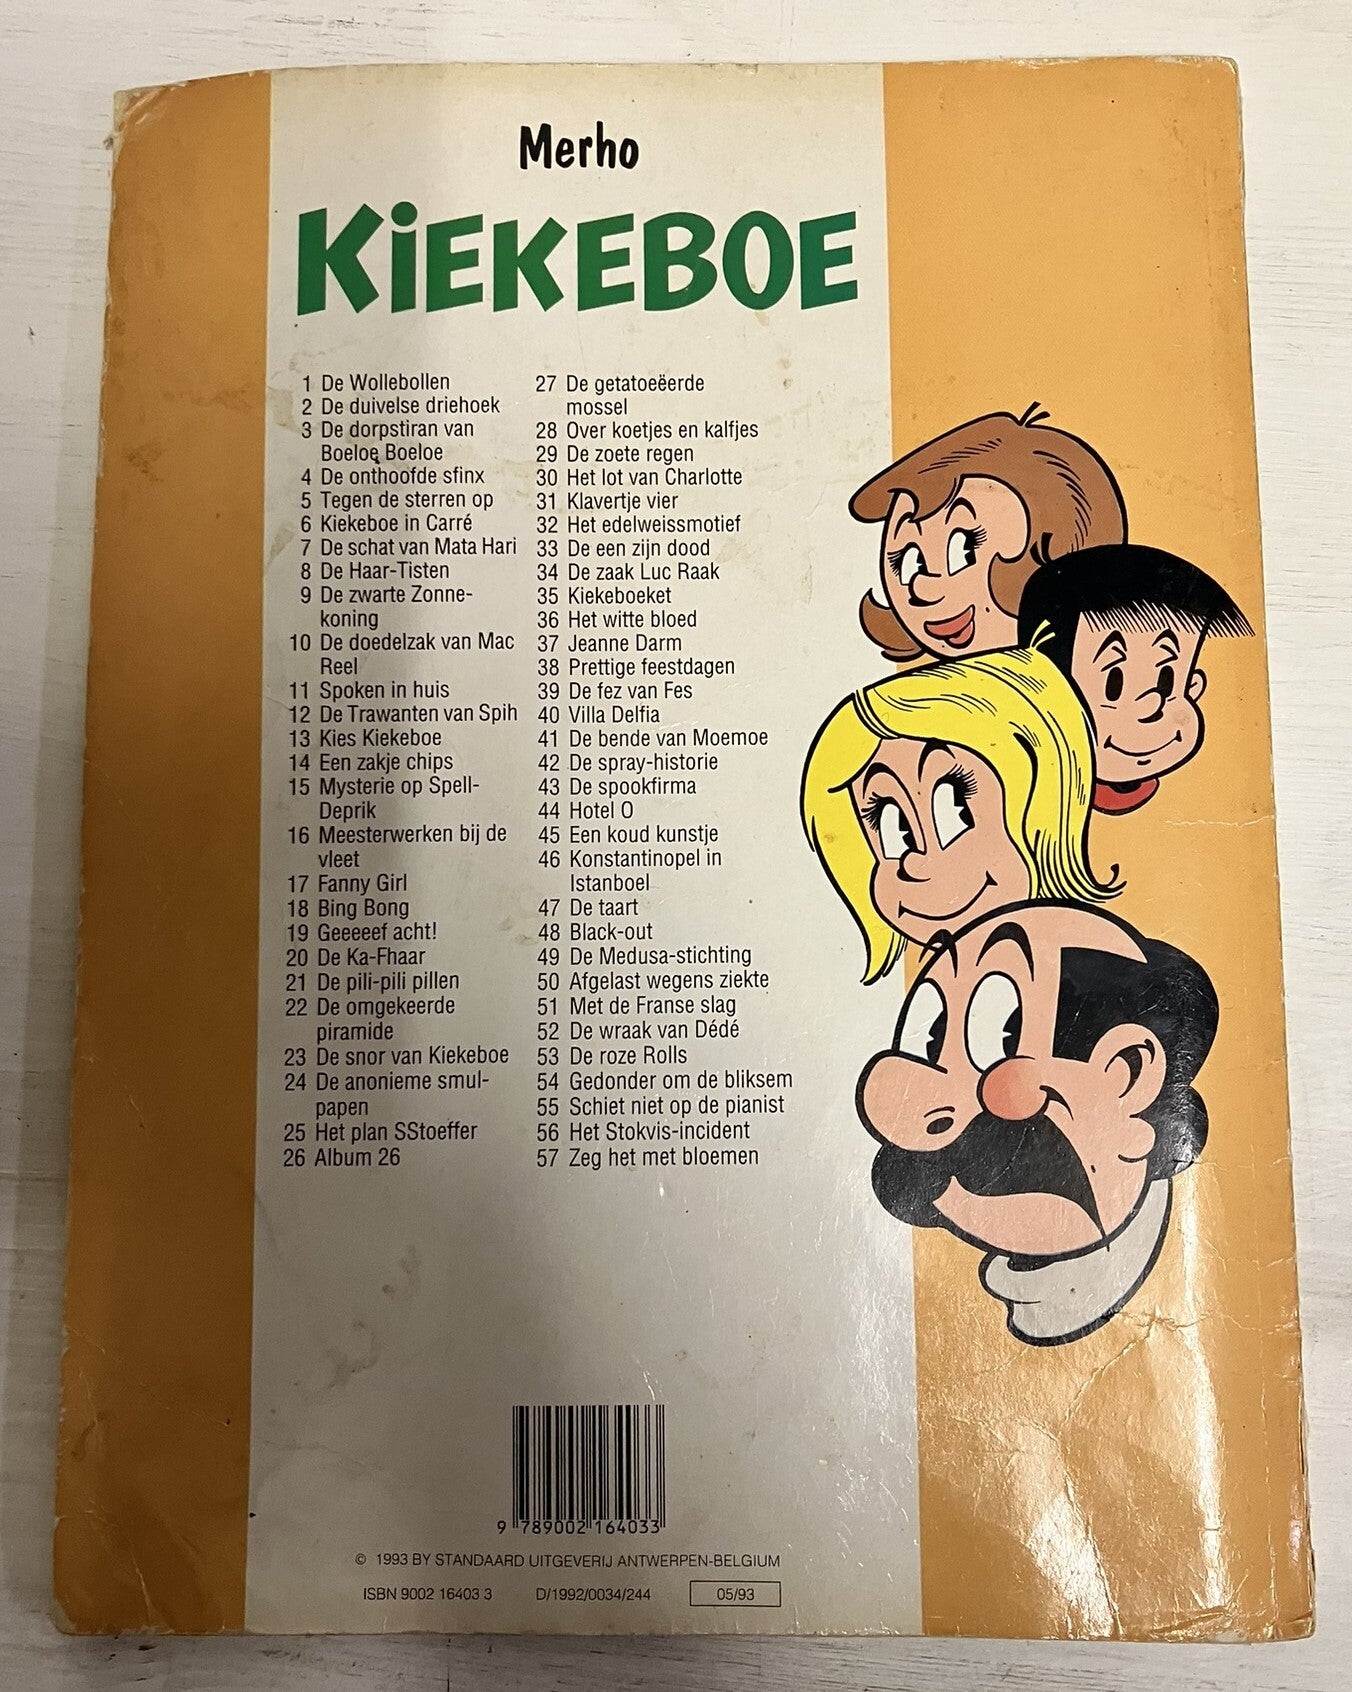 Merho
KiEKEBOE
1 De Wollebollen
2 De duivelse driehoek
3 De dorpstiran van
Boeloe Boeloe
4 De onthoofde sfinx
5 Tegen de sterren op
6 Kiekeboe in Carré
7 De schat van Mata Hari
8 De Haar-Tisten
9 De zwarte Zonne-
koning
10 De doedelzak van Mac
Reel
11 Spoken in huis
12 De Trawanten van Spih
13 Kies Kiekeboe
14 Een zakje chips
15 Mysterie op Spell-
Deprik
16 Meesterwerken bij de
vleet
17 Fanny Girl
18 Bing Bong
19 Geeeeef acht!
20 De Ka-Fhaar
21 De pili-pili pillen
22 De omgekeerde
piramide
23 De snor van Kiekeboe
24 De anonieme smul-
papen
25 Het plan SStoeffer
26 Album 26
27 De getatoeëerde
mossel
28 Over koetjes en kalfjes
29 De zoete regen
30 Het lot van Charlotte
31 Klavertje vier
32 Het edelweissmotief
33 De een zijn dood
34 De zaak Luc Raak
35 Kiekeboeket
36 Het witte bloed
37 Jeanne Darm
38 Prettige feestdagen
39 De fez van Fes
40 Villa Delfia
41 De bende van Moemoe
42 De spray-historie
43 De spookfirma
44 Hotel O
45 Een koud kunstje
46 Konstantinopel in
Istanboel
47 De taart
48 Black-out
49 De Medusa-stichting
50 Afgelast wegens ziekte
51 Met de Franse slag
52 De wraak van Dédé
53 De roze Rolls
54 Gedonder om de bliksem
55 Schiet niet op de pianist
56 Het Stokvis-incident
57 Zeg het met bloemen
9 789002 164033
© 1993 BY STANDAARD UITGEVERIJ ANTWERPEN-BELGIUM
ISBN 9002 16403 3 D/1992/0034/244 05/93